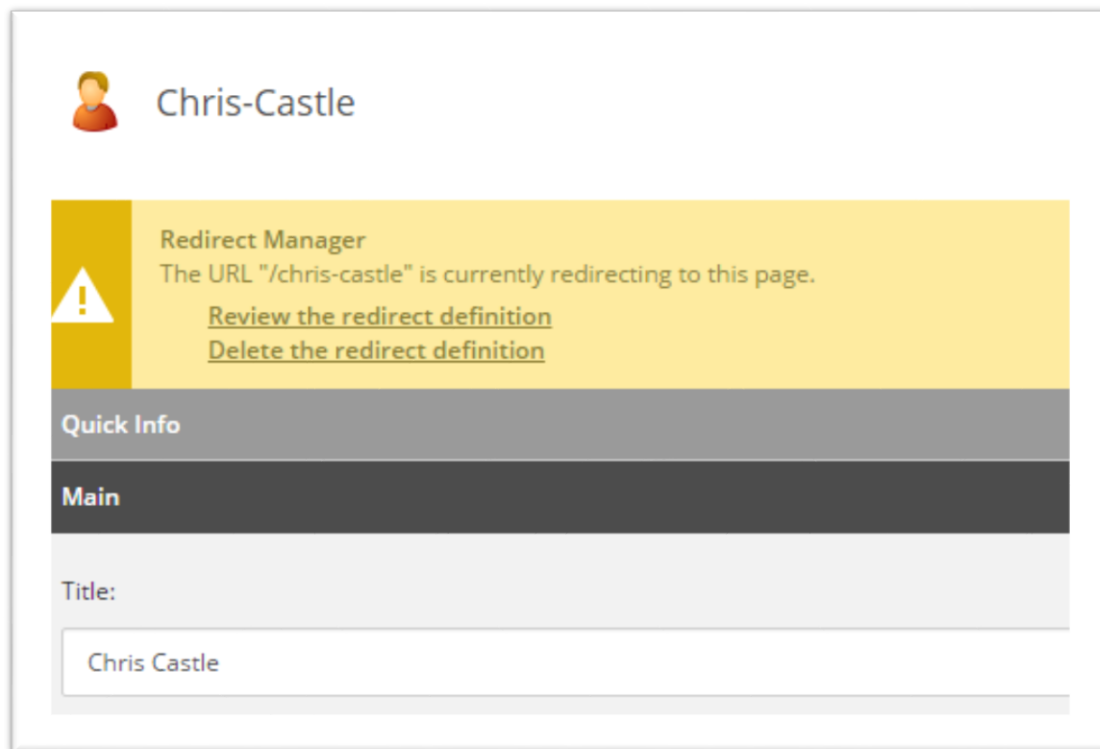 Chris-Castle
Redirect Manager
The URL "/chris-castle" is currently redirecting to this page.
Review the redirect definition
Delete the redirect definition
Quick Info
Main
Title:
Chris Castle